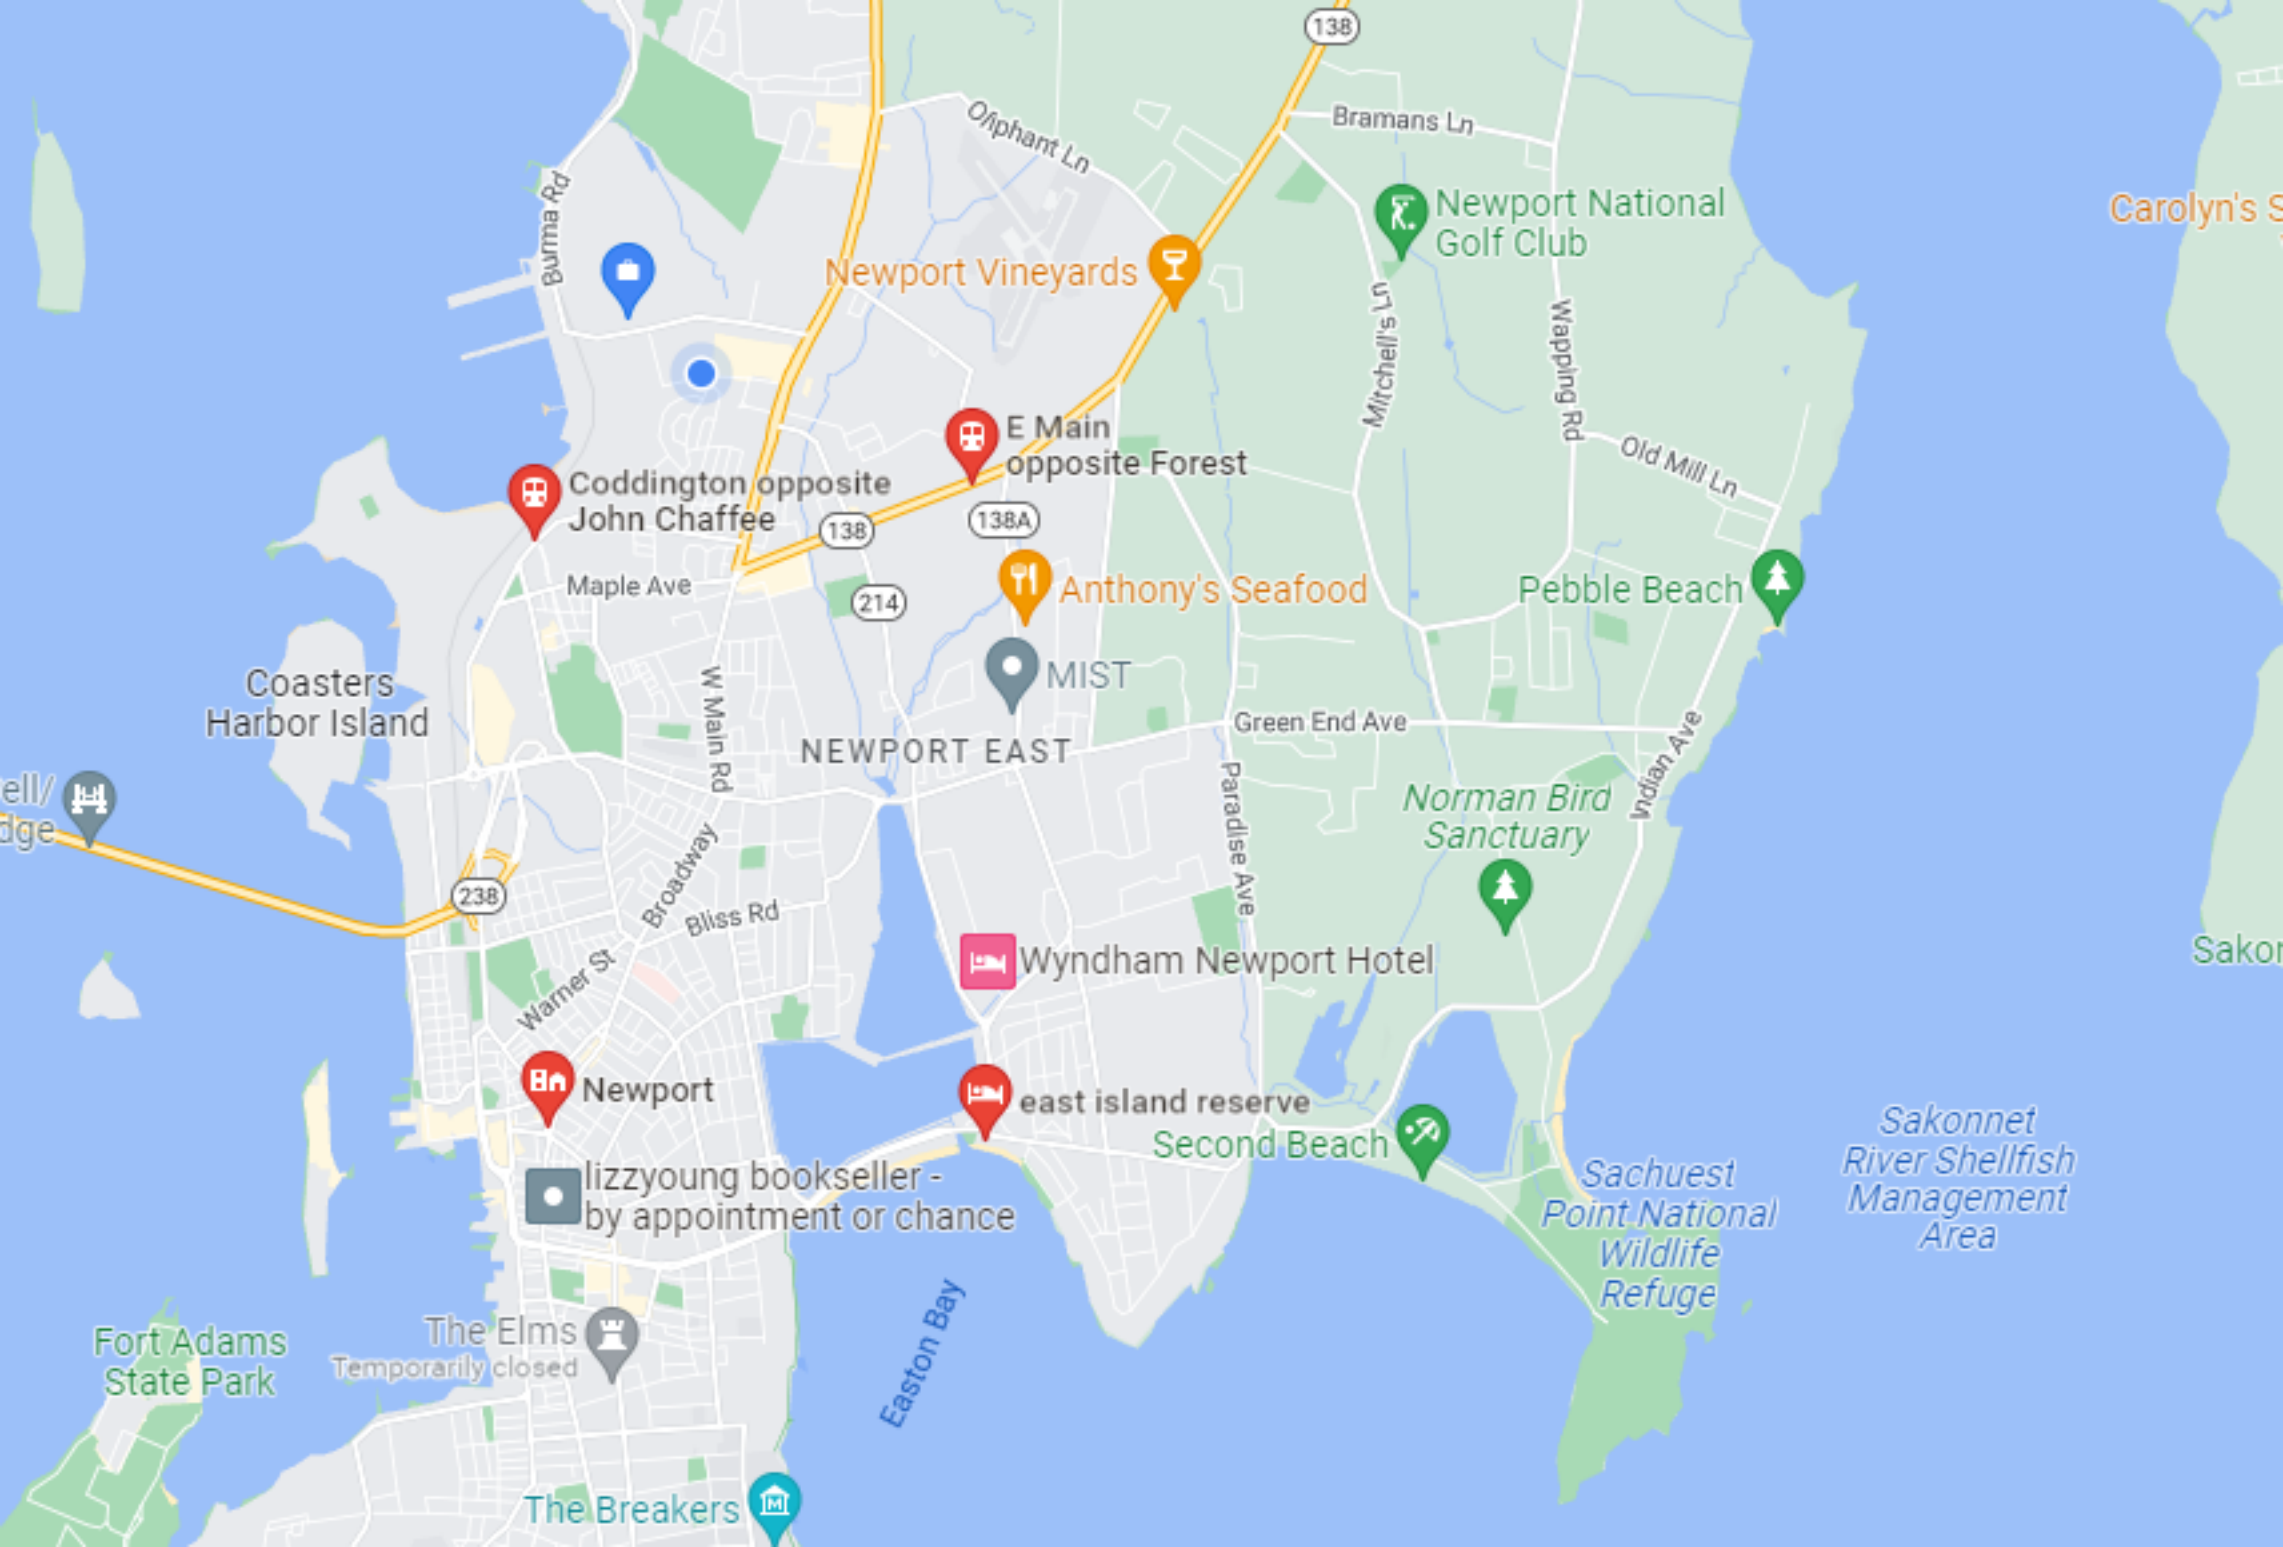 138
Oliphant Ln
Bramans Ln
Burma Rd
Newport National
Golf Club
Carolyn's S
Newport Vineyards
Mitchell's Ln
Wapping Rd
E Main
opposite Forest
Old Mill Ln
Coddington opposite
John Chaffee
138
138A
Maple Ave
214
Anthony's Seafood
Pebble Beach
Coasters
Harbor Island
W Main Rd
MIST
Green End Ave
NEWPORT EAST
Indian Ave
ell/
dge
Paradise Ave
Norman Bird
Sanctuary
238
Broadway
Bliss Rd
Warner St
Wyndham Newport Hotel
Sakon
Newport
east island reserve
Second Beach
Sakonnet
River Shellfish
Management
Area
lizzyoung bookseller -
by appointment or chance
Sachuest
Point National
Wildlife
Refuge
Easton Bay
The Elms
Temporarily closed
Fort Adams
State Park
The Breakers
M